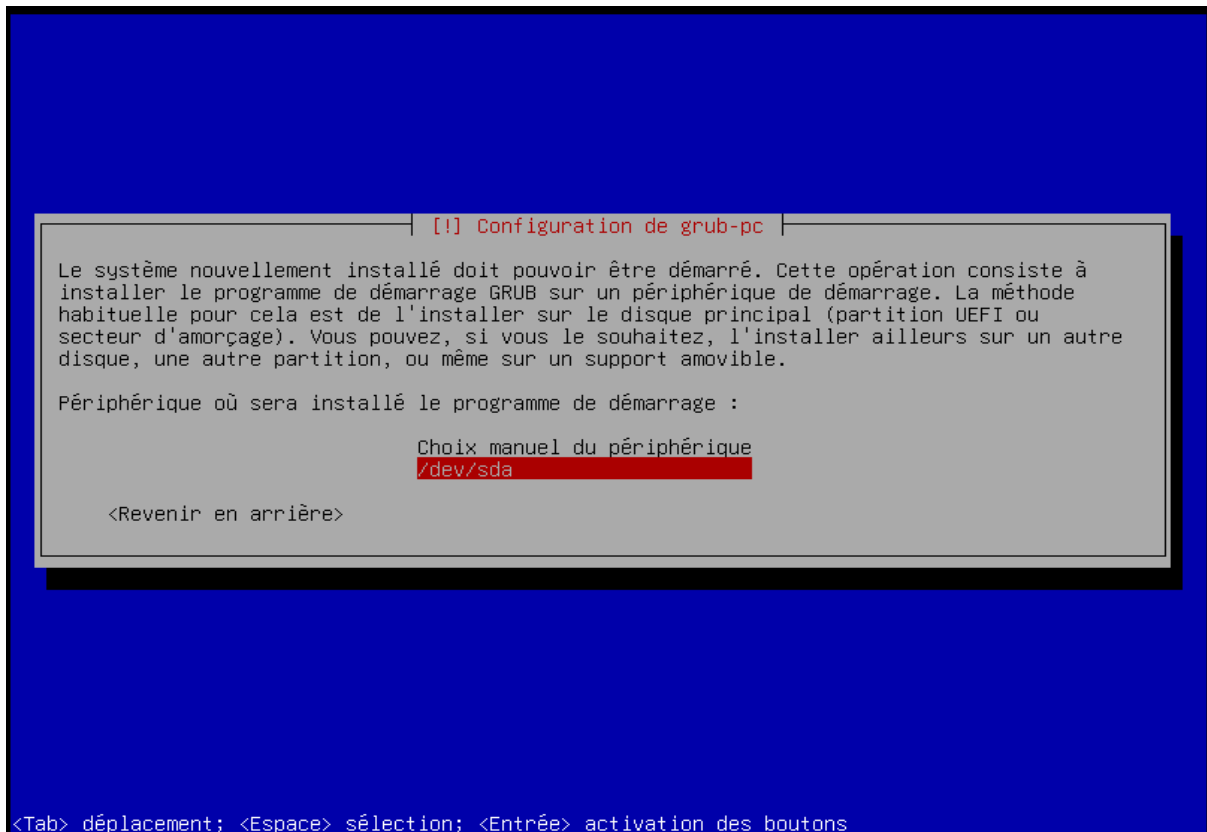 [!] Configuration de grub-pc
Le système nouvellement installé doit pouvoir être démarré. Cette opération consiste à
installer le programme de démarrage GRUB sur un périphérique de démarrage. La méthode
habituelle pour cela est de l'installer sur le disque principal (partition UEFI ou
secteur d'amorçage). Vous pouvez, si vous le souhaitez, l'installer ailleurs sur un autre
disque, une autre partition, ou même sur un support amovible.
Périphérique où sera installé le programme de démarrage :
Choix manuel du périphérique
/dev/sda
<Revenir en arrière>
<Tab> déplacement; <Espace> sélection; <Entrée> activation des boutons